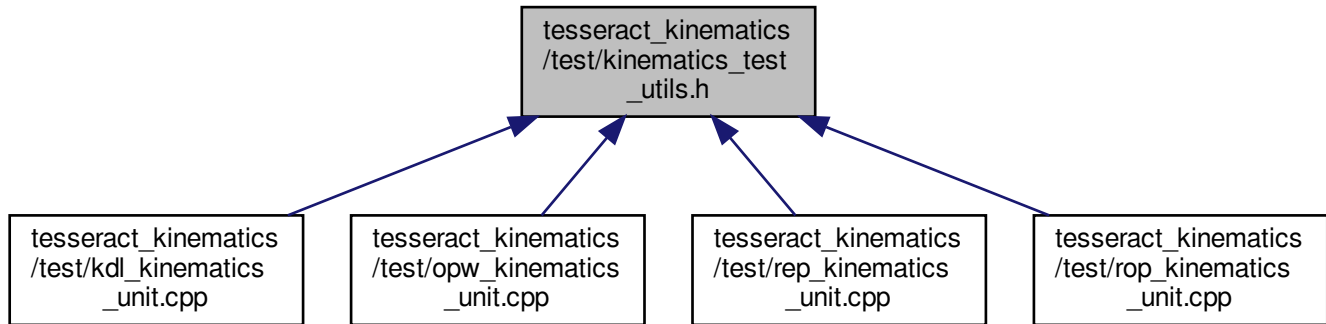 tesseract_kinematics
/test/kinematics_test
_utils.h
tesseract_kinematics
/test/kdl_kinematics
_unit.cpp
tesseract_kinematics
/test/opw_kinematics
_unit.cpp
tesseract_kinematics
/test/rep_kinematics
_unit.cpp
tesseract_kinematics
/test/rop_kinematics
_unit.cpp